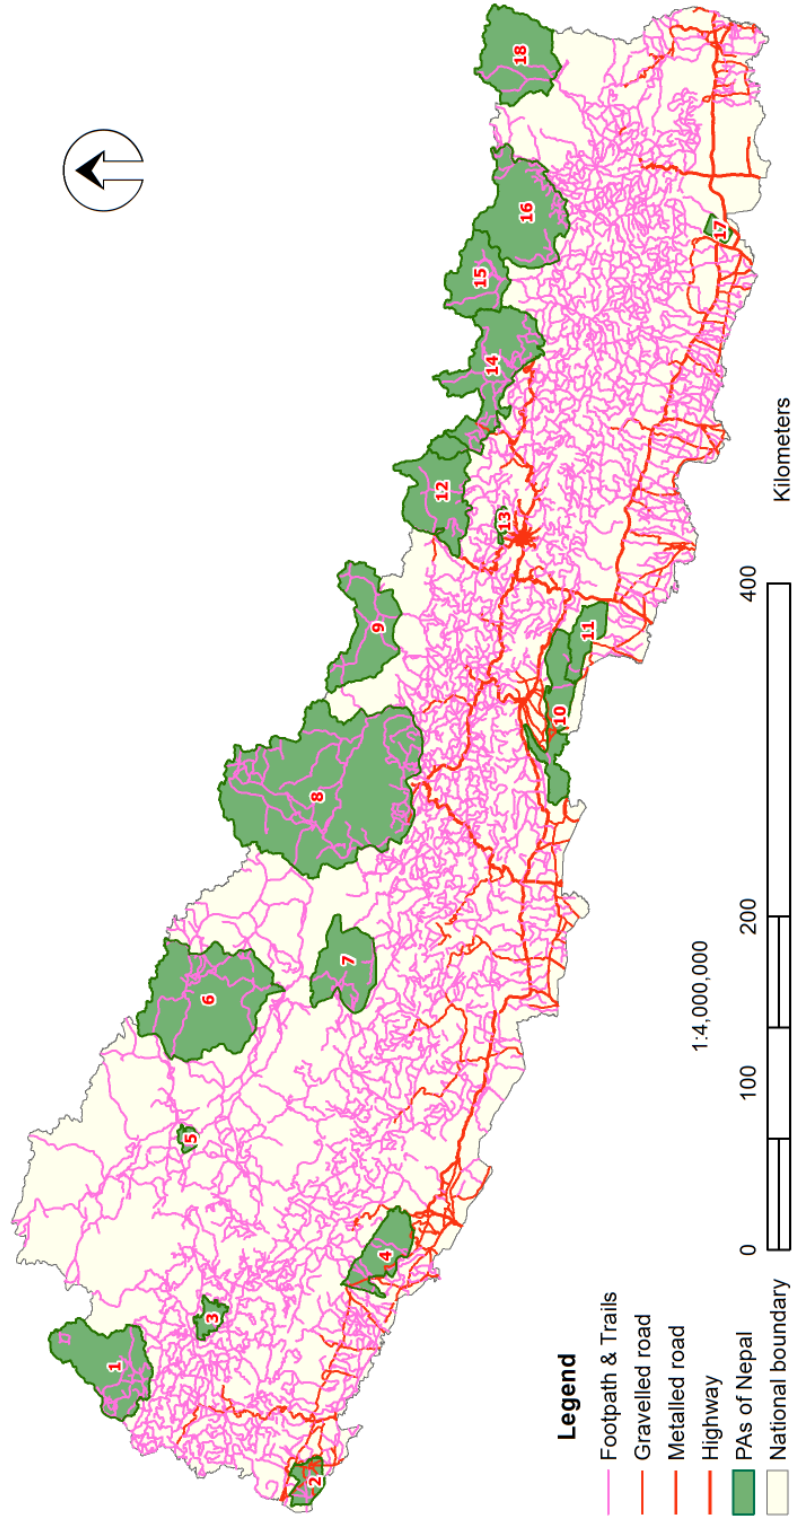 1
2
3
4
5
6
7
8
9
10
11
12
13
14
15
16
17
18
Legend
Footpath & Trails
Gravelled road
Metalled road
Highway
PAs of Nepal
National boundary
1:4,000,000
0 100 200 400
Kilometers